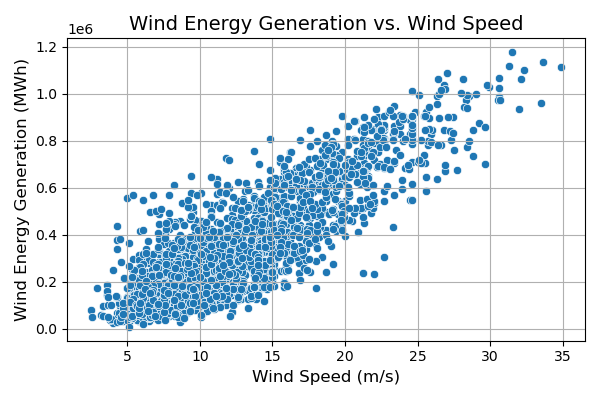 Wind Energy Generation vs. Wind Speed
1e6
1.2
1.0
0.8
0.6
0.4
0.2
0.0
Wind Energy Generation (MWh)
5 10 15 20 25 30 35
Wind Speed (m/s)